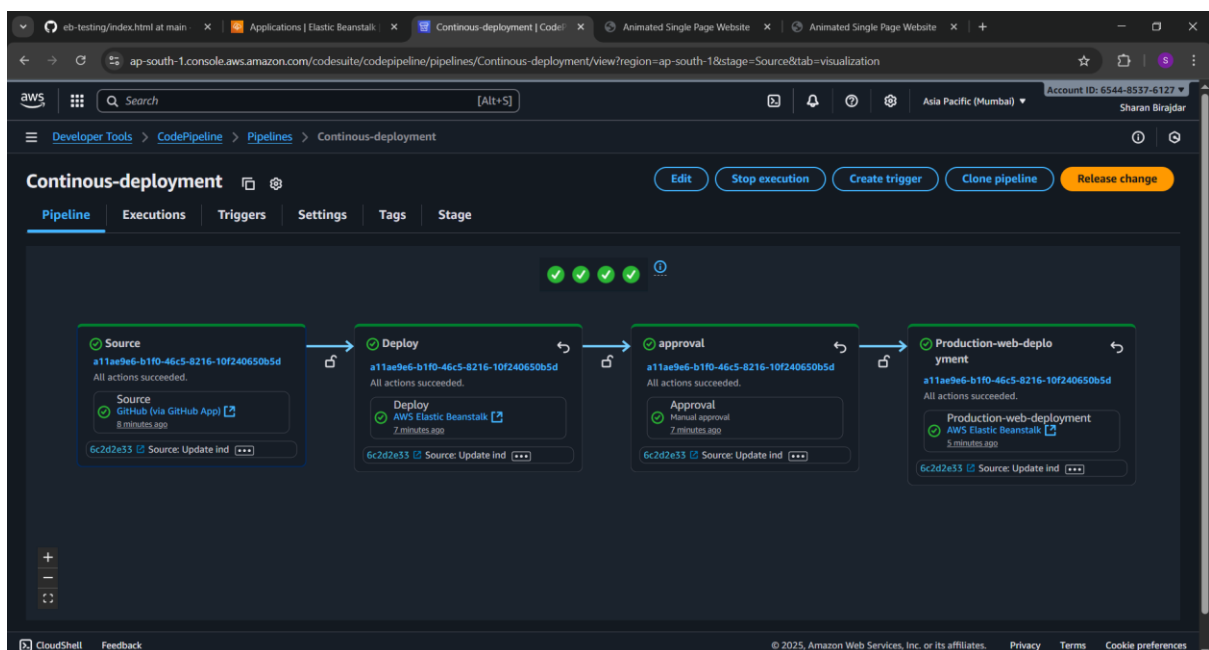 eb-testing/index.html at main
Applications | Elastic Beanstalk |
Continous-deployment | CodeP
Animated Single Page Website
Animated Single Page Website
ap-south-1.console.aws.amazon.com/codesuite/codepipeline/pipelines/Continous-deployment/view?region=ap-south-1&stage=Source&tab=visualization
S
aws
Search
[Alt+S]
Asia Pacific (Mumbai)
Account ID: 6544-8537-6127
Sharan Birajdar
Developer Tools > CodePipeline > Pipelines > Continous-deployment
Continous-deployment
Edit
Stop execution
Create trigger
Clone pipeline
Release change
Pipeline
Executions
Triggers
Settings
Tags
Stage
Source
a11ae9e6-b1f0-46c5-8216-10f240650b5d
All actions succeeded.
Source
GitHub (via GitHub App)
8 minutes ago
6c2d2e33 Source: Update ind
Deploy
a11ae9e6-b1f0-46c5-8216-10f240650b5d
All actions succeeded.
Deploy
AWS Elastic Beanstalk
7 minutes ago
6c2d2e33 Source: Update ind
approval
a11ae9e6-b1f0-46c5-8216-10f240650b5d
All actions succeeded.
Approval
Manual approval
7 minutes ago
6c2d2e33 Source: Update ind
Production-web-deplo
yment
a11ae9e6-b1f0-46c5-8216-10f240650b5d
All actions succeeded.
Production-web-deployment
AWS Elastic Beanstalk
5 minutes ago
6c2d2e33 Source: Update ind
CloudShell
Feedback
© 2025, Amazon Web Services, Inc. or its affiliates.
Privacy
Terms
Cookie preferences